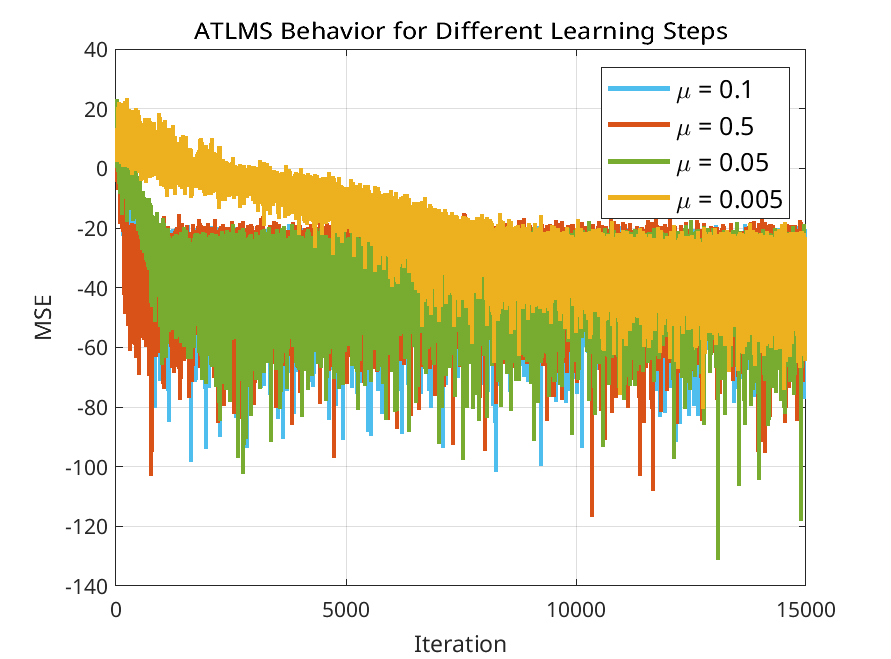 ATLMS Behavior for Different Learning Steps
40
20
0
-20
-40
-60
-80
-100
-120
-140
MSE
μ = 0.1
μ = 0.5
μ = 0.05
μ = 0.005
0 5000 10000 15000
Iteration